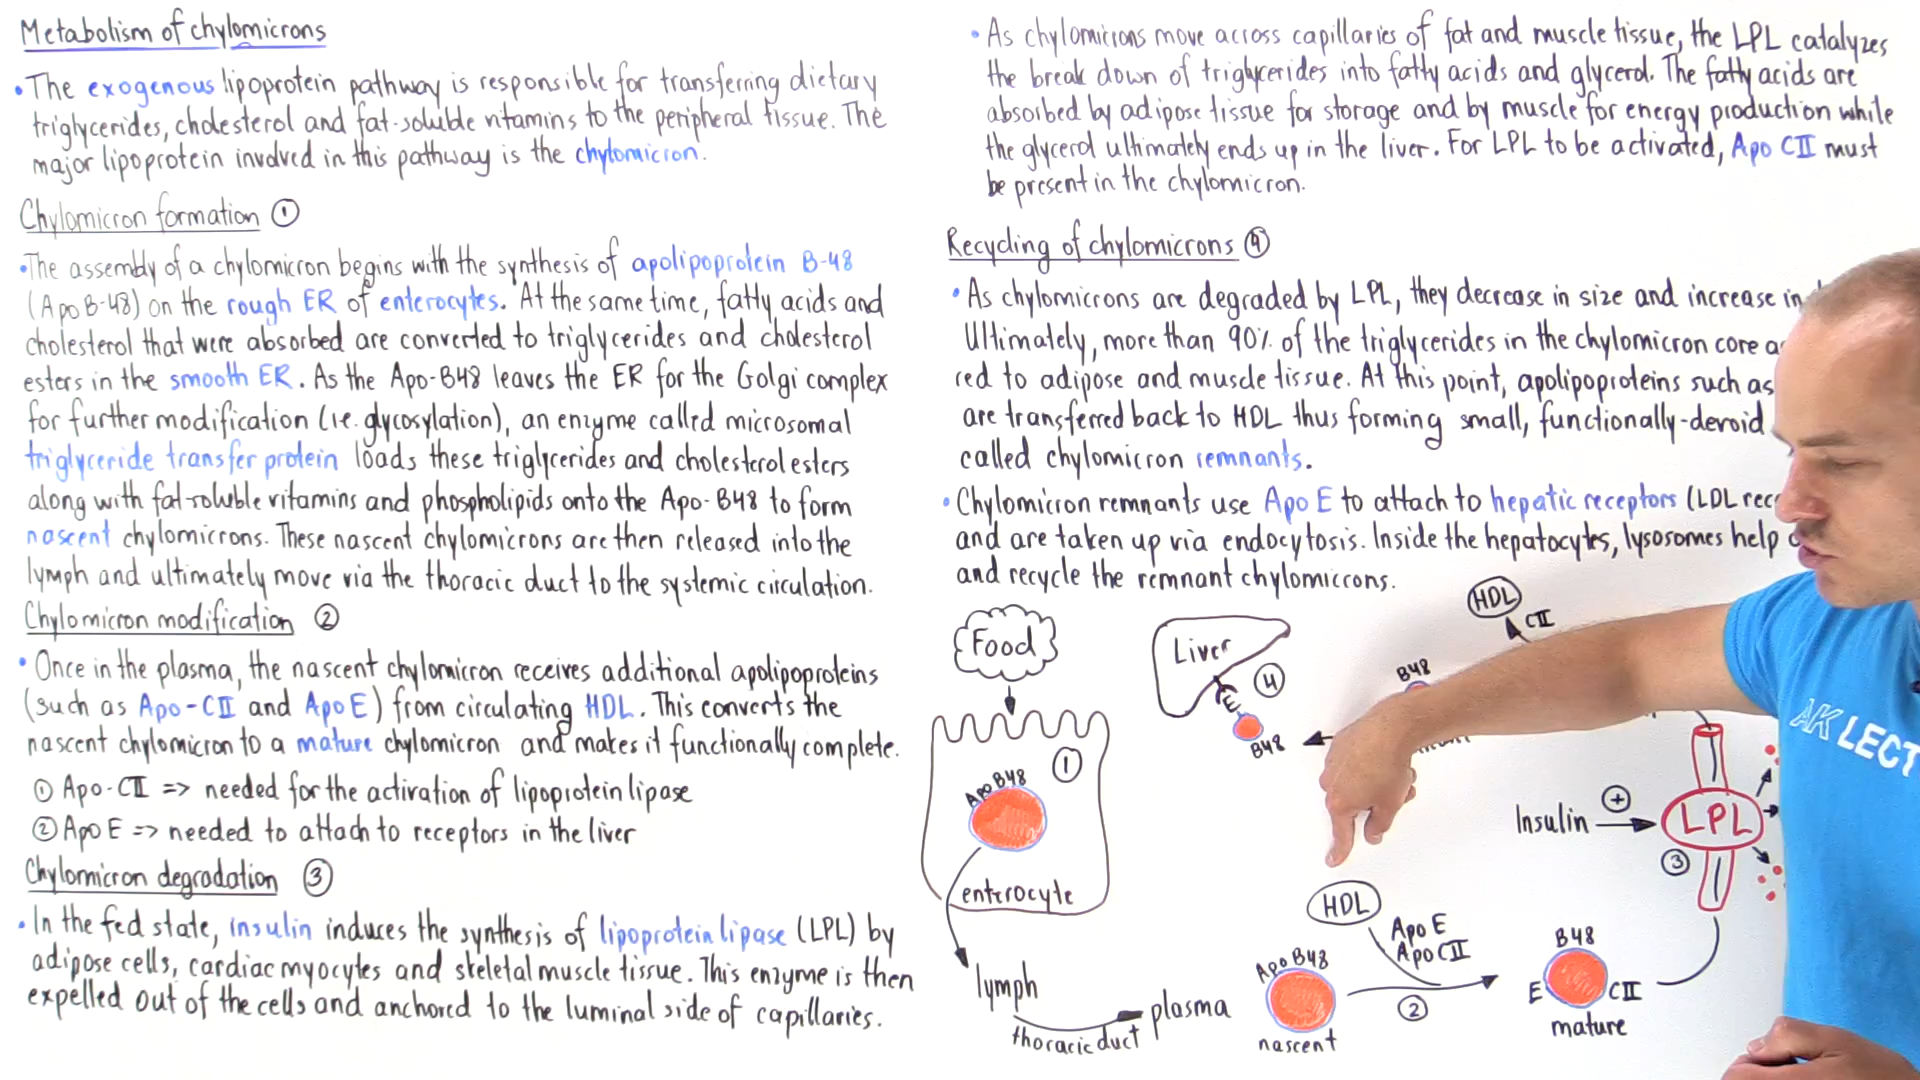 Metabolism of chylomicrons
• The exogenous lipoprotein pathway is responsible for transferring dietary
triglycerides, cholesterol and fat-soluble vitamins to the peripheral tissue. The
major lipoprotein involved in this pathway is the chylomicron.
Chylomicron formation ①
• The assembly of a chylomicron begins with the synthesis of apolipoprotein B-48
(Apo B-48) on the rough ER of enterocytes. At the same time, fatty acids and
cholesterol that were absorbed are converted to triglycerides and cholesterol
esters in the smooth ER. As the Apo-B48 leaves the ER for the Golgi complex
for further modification (i.e. glycosylation), an enzyme called microsomal
triglyceride transfer protein loads these triglycerides and cholesterol esters
along with fat-soluble vitamins and phospholipids onto the Apo-B48 to form
nascent chylomicrons. These nascent chylomicrons are then released into the
lymph and ultimately move via the thoracic duct to the systemic circulation.
Chylomicron modification ②
• Once in the plasma, the nascent chylomicron receives additional apolipoproteins
(such as Apo-CII and Apo E) from circulating HDL. This converts the
nascent chylomicron to a mature chylomicron and makes it functionally complete.
① Apo-CII => needed for the activation of lipoprotein lipase
② Apo E => needed to attach to receptors in the liver
Chylomicron degradation ③
• In the fed state, insulin induces the synthesis of lipoprotein lipase (LPL) by
adipose cells, cardiac myocytes and skeletal muscle tissue. This enzyme is then
expelled out of the cells and anchored to the luminal side of capillaries.
• As chylomicrons move across capillaries of fat and muscle tissue, the LPL catalyzes
the break down of triglycerides into fatty acids and glycerol. The fatty acids are
absorbed by adipose tissue for storage and by muscle for energy production while
the glycerol ultimately ends up in the liver. For LPL to be activated, Apo CII must
be present in the chylomicron.
Recycling of chylomicrons ④
• As chylomicrons are degraded by LPL, they decrease in size and increase in
Ultimately, more than 90% of the triglycerides in the chylomicron core
red to adipose and muscle tissue. At this point, apolipoproteins such as
are transferred back to HDL thus forming small, functionally-devoid
called chylomicron remnants.
• Chylomicron remnants use Apo E to attach to hepatic receptors (LDL
and are taken up via endocytosis. Inside the hepatocytes, lysosomes help
and recycle the remnant chylomicrons.
Food
Apo B48
①
enterocyte
lymph
thoracic duct
plasma
Liver
E
④
B48
HDL
CII
B48
Insulin
+
LPL
③
HDL
Apo E
Apo CII
Apo B48
nascent
②
B48
E
CII
mature
AK LECT